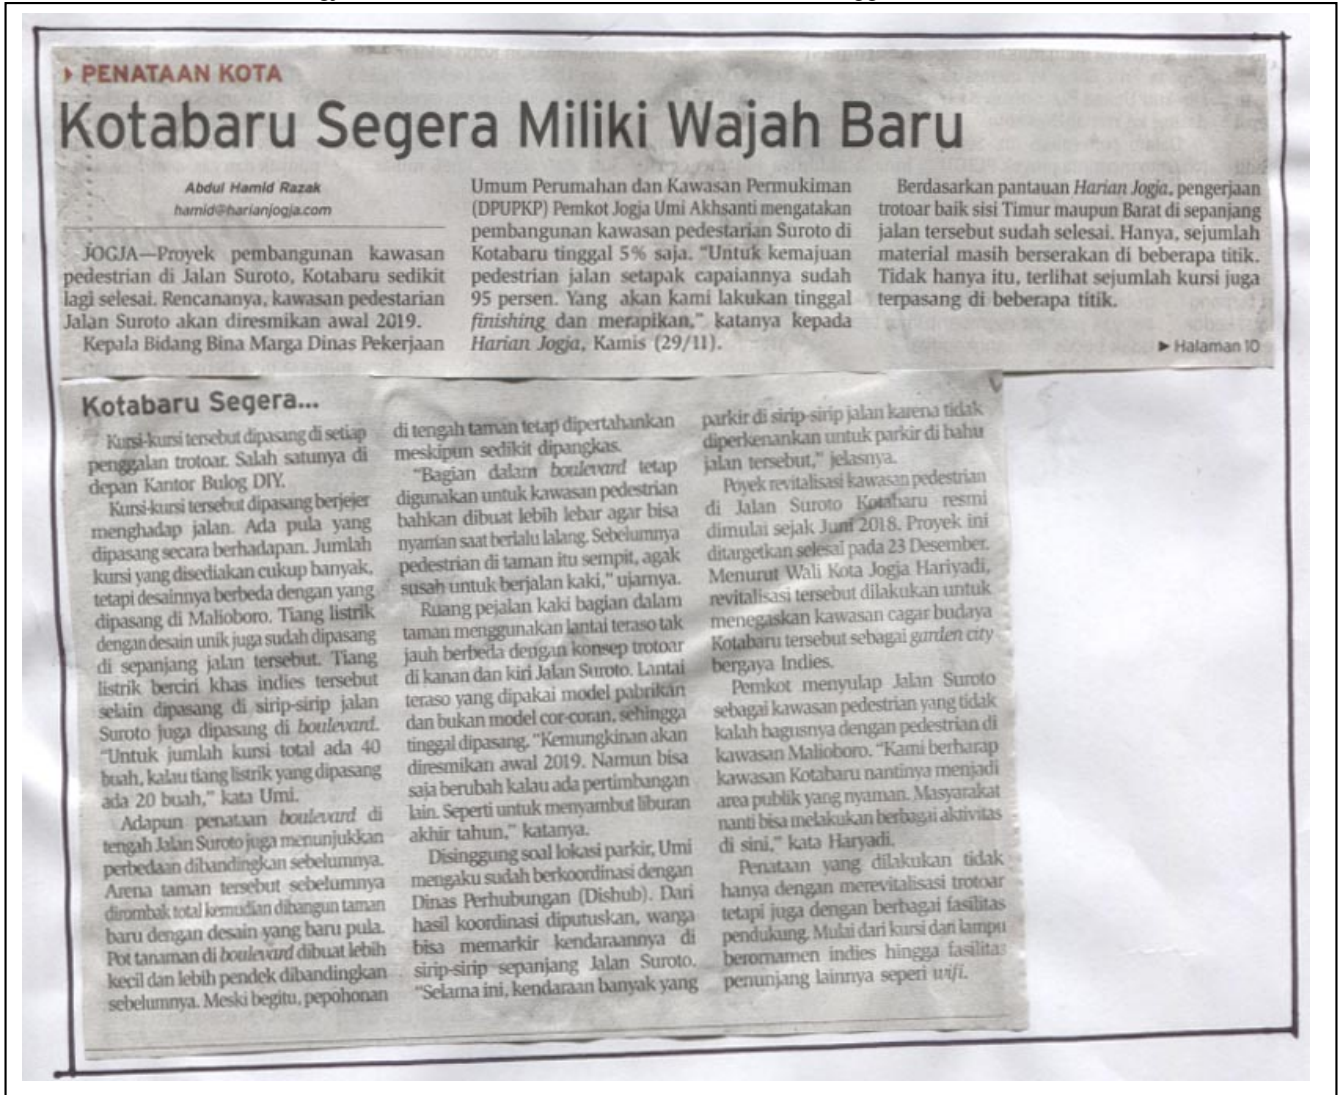 PENATAAN KOTA
Kotabaru Segera Miliki Wajah Baru
Abdul Hamid Razak
hamid@harianjogja.com
JOGJA—Proyek pembangunan kawasan
pedestrian di Jalan Suroto, Kotabaru sedikit
lagi selesai. Rencananya, kawasan pedestarian
Jalan Suroto akan diresmikan awal 2019.
Kepala Bidang Bina Marga Dinas Pekerjaan
Umum Perumahan dan Kawasan Permukiman
(DPUPKP) Pemkot Jogja Umi Akhsanti mengatakan
pembangunan kawasan pedestarian Suroto di
Kotabaru tinggal 5% saja. “Untuk kemajuan
pedestrian jalan setapak capaiannya sudah
95 persen. Yang akan kami lakukan tinggal
finishing dan merapikan,” katanya kepada
Harian Jogja, Kamis (29/11).
Berdasarkan pantauan Harian Jogja, pengerjaan
trotoar baik sisi Timur maupun Barat di sepanjang
jalan tersebut sudah selesai. Hanya, sejumlah
material masih berserakan di beberapa titik.
Tidak hanya itu, terlihat sejumlah kursi juga
terpasang di beberapa titik.
Halaman 10
Kotabaru Segera...
Kursi-kursi tersebut dipasang di setiap
penggalan trotoar. Salah satunya di
depan Kantor Bulog DIY.
Kursi-kursi tersebut dipasang berjejer
menghadap jalan. Ada pula yang
dipasang secara berhadapan. Jumlah
kursi yang disediakan cukup banyak,
tetapi desainnya berbeda dengan yang
dipasang di Malioboro. Tiang listrik
dengan desain unik juga sudah dipasang
di sepanjang jalan tersebut. Tiang
listrik berciri khas indies tersebut
selain dipasang di sirip-sirip jalan
Suroto juga dipasang di boulevard.
“Untuk jumlah kursi total ada 40
buah, kalau tiang listrik yang dipasang
ada 20 buah,” kata Umi.
Adapun penataan boulevard di
tengah Jalan Suroto juga menunjukkan
perbedaan dibandingkan sebelumnya.
Arena taman tersebut sebelumnya
dirombak total kemudian dibangun taman
baru dengan desain yang baru pula.
Pot tanaman di boulevard dibuat lebih
kecil dan lebih pendek dibandingkan
sebelumnya. Meski begitu, pepohonan
di tengah taman tetap dipertahankan
meskipun sedikit dipangkas.
“Bagian dalam boulevard tetap
digunakan untuk kawasan pedestrian
bahkan dibuat lebih lebar agar bisa
nyaman saat berlalu lalang. Sebelumnya
pedestrian di taman itu sempit, agak
susah untuk berjalan kaki,” ujarnya.
Ruang pejalan kaki bagian dalam
taman menggunakan lantai teraso tak
jauh berbeda dengan konsep trotoar
di kanan dan kiri Jalan Suroto. Lantai
teraso yang dipakai model pabrikan
dan bukan model cor-coran, sehingga
tinggal dipasang. “Kemungkinan akan
diresmikan awal 2019. Namun bisa
saja berubah kalau ada pertimbangan
lain. Seperti untuk menyambut liburan
akhir tahun,” katanya.
Disinggung soal lokasi parkir, Umi
mengaku sudah berkoordinasi dengan
Dinas Perhubungan (Dishub). Dari
hasil koordinasi diputuskan, warga
bisa memarkir kendaraannya di
sirip-sirip sepanjang Jalan Suroto.
“Selama ini, kendaraan banyak yang
parkir di sirip-sirip jalan karena tidak
diperkenankan untuk parkir di bahu
jalan tersebut,” jelasnya.
Poyek revitalisasi kawasan pedestrian
di Jalan Suroto Kotabaru resmi
dimulai sejak Juni 2018. Proyek ini
ditargetkan selesai pada 23 Desember.
Menurut Wali Kota Jogja Hariyadi,
revitalisasi tersebut dilakukan untuk
menegaskan kawasan cagar budaya
Kotabaru tersebut sebagai garden city
bergaya Indies.
Pemkot menyulap Jalan Suroto
sebagai kawasan pedestrian yang tidak
kalah bagusnya dengan pedestrian di
kawasan Malioboro. “Kami berharap
kawasan Kotabaru nantinya menjadi
area publik yang nyaman. Masyarakat
nanti bisa melakukan berbagai aktivitas
di sini,” kata Haryadi.
Penataan yang dilakukan tidak
hanya dengan merevitalisasi trotoar
tetapi juga dengan berbagai fasilitas
pendukung. Mulai dari kursi dan lampu
berornamen indies hingga fasilitas
penunjang lainnya seperi wifi.